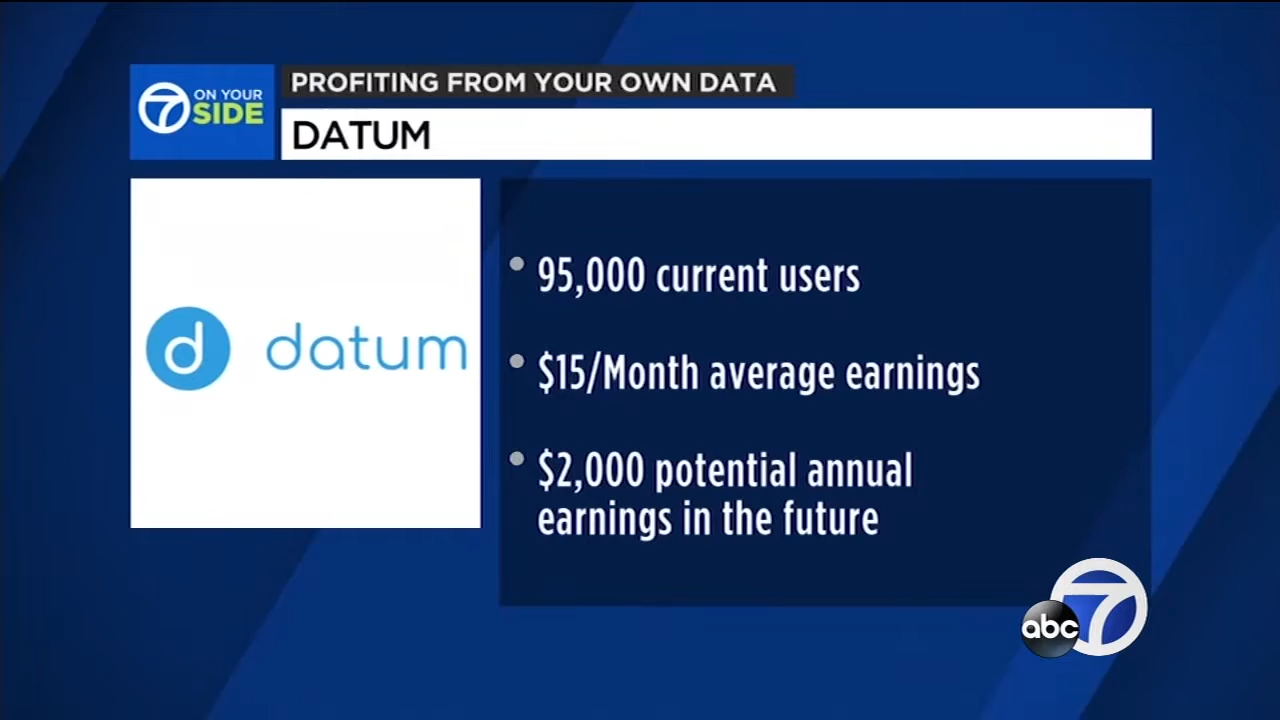 PROFITING FROM YOUR OWN DATA
7 ON YOUR
SIDE
DATUM
d datum
• 95,000 current users
• $15/Month average earnings
• $2,000 potential annual
earnings in the future
abc 7